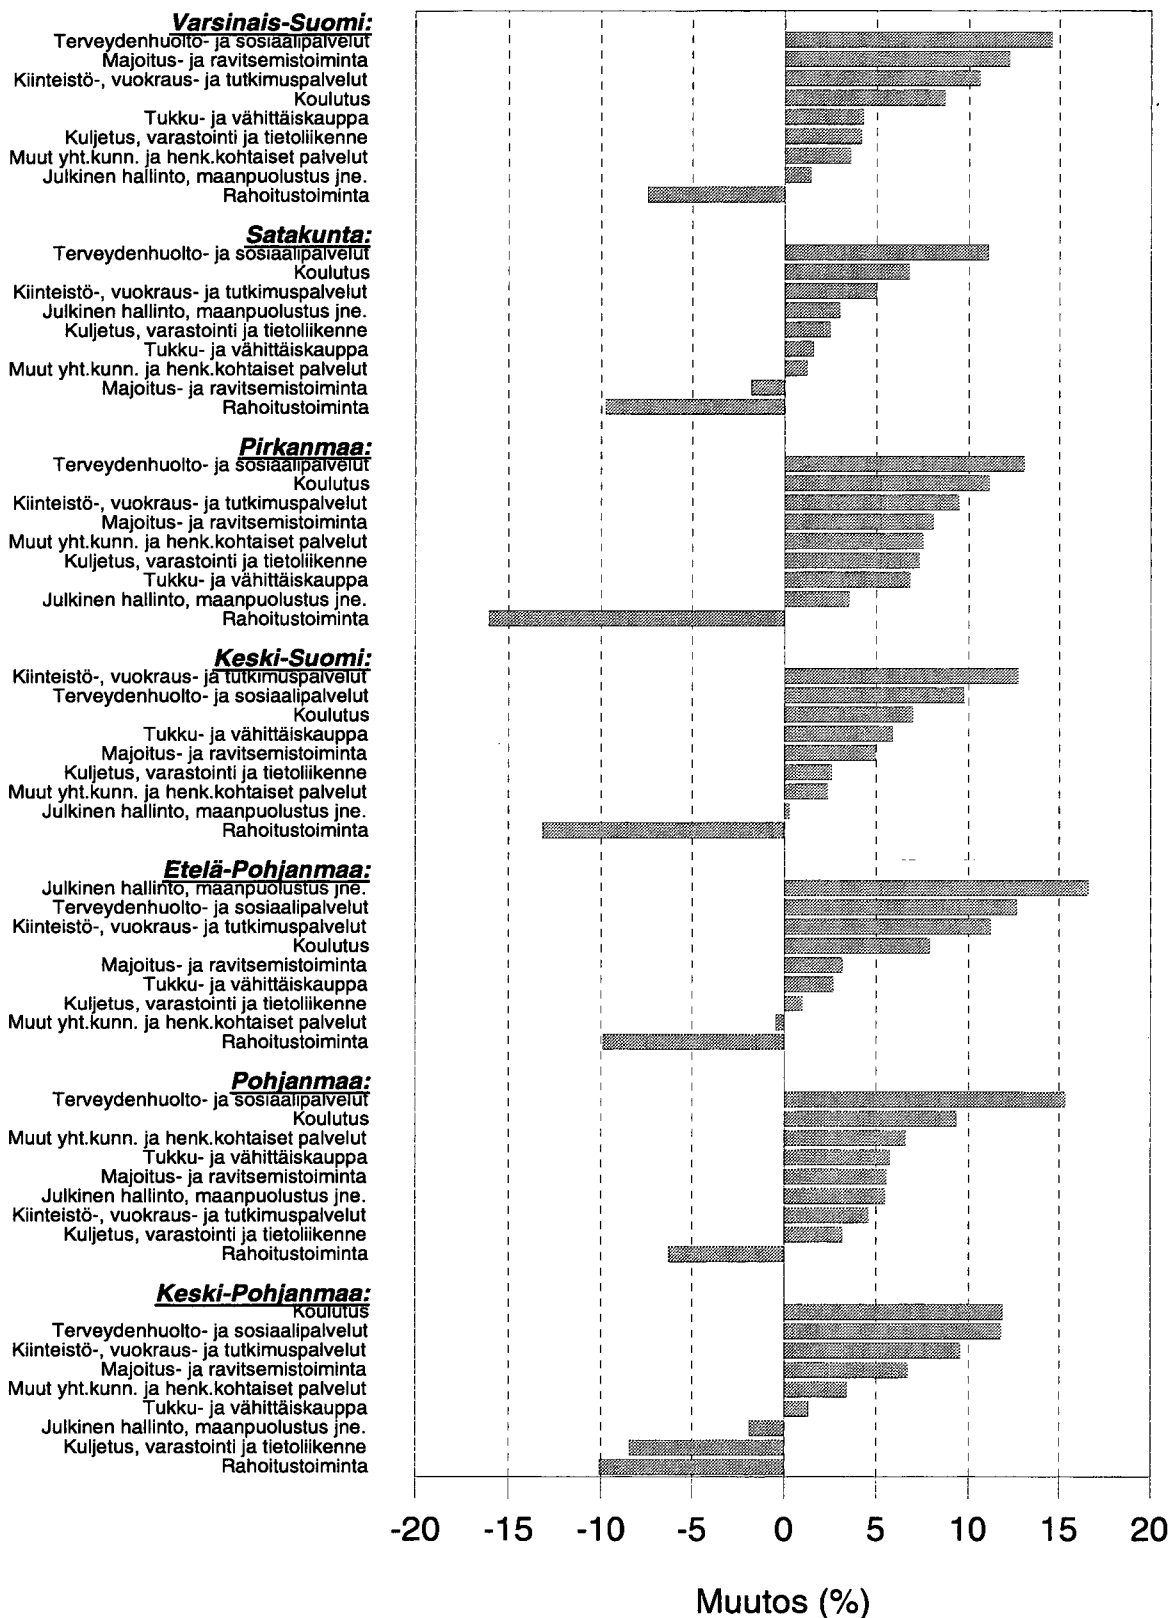 Varsinais-Suomi:
Terveydenhuolto- ja sosiaalipalvelut
Majoitus- ja ravitsemistoiminta
Kiinteistö-, vuokraus- ja tutkimuspalvelut
Koulutus
Tukku- ja vähittäiskauppa
Kuljetus, varastointi ja tietoliikenne
Muut yht.kunn. ja henk.kohtaiset palvelut
Julkinen hallinto, maanpuolustus jne.
Rahoitustoiminta
Satakunta:
Terveydenhuolto- ja sosiaalipalvelut
Koulutus
Kiinteistö-, vuokraus- ja tutkimuspalvelut
Julkinen hallinto, maanpuolustus jne.
Kuljetus, varastointi ja tietoliikenne
Tukku- ja vähittäiskauppa
Muut yht.kunn. ja henk.kohtaiset palvelut
Majoitus- ja ravitsemistoiminta
Rahoitustoiminta
Pirkanmaa:
Terveydenhuolto- ja sosiaalipalvelut
Koulutus
Kiinteistö-, vuokraus- ja tutkimuspalvelut
Majoitus- ja ravitsemistoiminta
Muut yht.kunn. ja henk.kohtaiset palvelut
Kuljetus, varastointi ja tietoliikenne
Tukku- ja vähittäiskauppa
Julkinen hallinto, maanpuolustus jne.
Rahoitustoiminta
Keski-Suomi:
Kiinteistö-, vuokraus- ja tutkimuspalvelut
Terveydenhuolto- ja sosiaalipalvelut
Koulutus
Tukku- ja vähittäiskauppa
Majoitus- ja ravitsemistoiminta
Kuljetus, varastointi ja tietoliikenne
Muut yht.kunn. ja henk.kohtaiset palvelut
Julkinen hallinto, maanpuolustus jne.
Rahoitustoiminta
Etelä-Pohjanmaa:
Julkinen hallinto, maanpuolustus jne.
Terveydenhuolto- ja sosiaalipalvelut
Kiinteistö-, vuokraus- ja tutkimuspalvelut
Koulutus
Majoitus- ja ravitsemistoiminta
Tukku- ja vähittäiskauppa
Kuljetus, varastointi ja tietoliikenne
Muut yht.kunn. ja henk.kohtaiset palvelut
Rahoitustoiminta
Pohjanmaa:
Terveydenhuolto- ja sosiaalipalvelut
Koulutus
Muut yht.kunn. ja henk.kohtaiset palvelut
Tukku- ja vähittäiskauppa
Majoitus- ja ravitsemistoiminta
Julkinen hallinto, maanpuolustus jne.
Kiinteistö-, vuokraus- ja tutkimuspalvelut
Kuljetus, varastointi ja tietoliikenne
Rahoitustoiminta
Keski-Pohjanmaa:
Koulutus
Terveydenhuolto- ja sosiaalipalvelut
Kiinteistö-, vuokraus- ja tutkimuspalvelut
Majoitus- ja ravitsemistoiminta
Muut yht.kunn. ja henk.kohtaiset palvelut
Tukku- ja vähittäiskauppa
Julkinen hallinto, maanpuolustus jne.
Kuljetus, varastointi ja tietoliikenne
Rahoitustoiminta
-20 -15 -10 -5 0 5 10 15 20
Muutos (%)